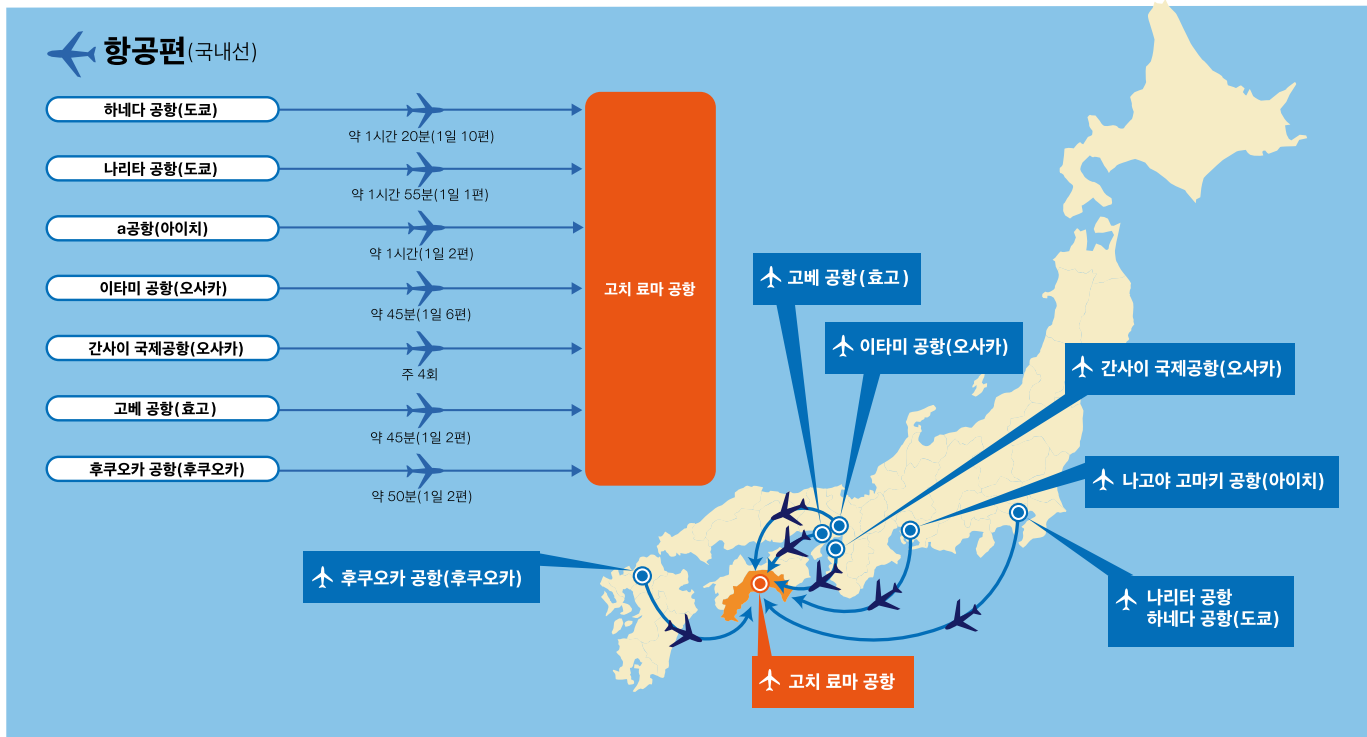 항공편(국내선)
하네다 공항(도쿄)
약 1시간 20분(1일 10편)
나리타 공항(도쿄)
약 1시간 55분(1일 1편)
a공항(아이치)
약 1시간(1일 2편)
이타미 공항(오사카)
약 45분(1일 6편)
간사이 국제공항(오사카)
주 4회
고베 공항(효고)
약 45분(1일 2편)
후쿠오카 공항(후쿠오카)
약 50분(1일 2편)
고치 료마 공항
고베 공항(효고)
이타미 공항(오사카)
간사이 국제공항(오사카)
나고야 고마키 공항(아이치)
후쿠오카 공항(후쿠오카)
나리타 공항
하네다 공항(도쿄)
고치 료마 공항